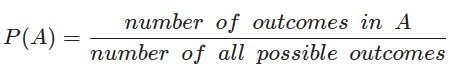 P(A) = number of outcomes in A / number of all possible outcomes